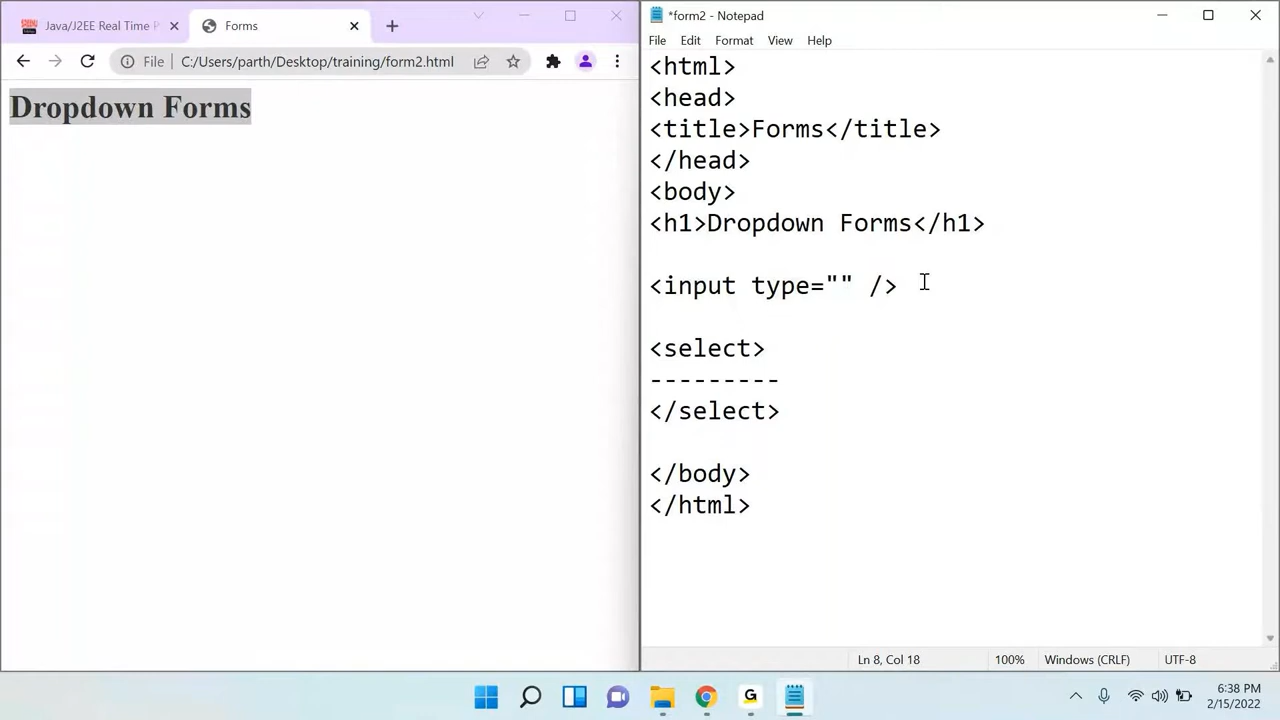 Java/J2EE Real Time P
Forms
File
C:/Users/parth/Desktop/training/form2.html
Dropdown Forms
*form2 - Notepad
File Edit Format View Help
<html>
<head>
<title>Forms</title>
</head>
<body>
<h1>Dropdown Forms</h1>
<input type="" />
<select>
---------
</select>
</body>
</html>
Ln 8, Col 18
100%
Windows (CRLF)
UTF-8
G
6:38 PM
2/15/2022